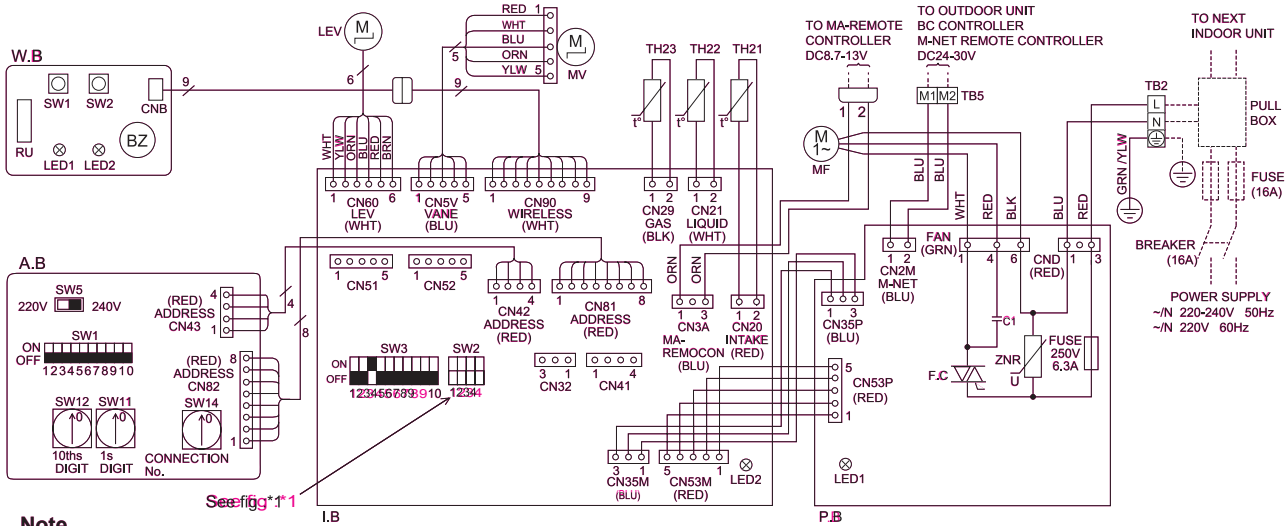 W.B
SW1
SW2
CNB
RU
BZ
LED1
LED2
9
LEV
M
6
9
RED 1
WHT
BLU
ORN
YLW 5
5
M
MV
WHT
YLW
ORN
BLU
RED
BRN
TH23
TH22
TH21
t°
t°
t°
TO MA-REMOTE
CONTROLLER
DC8.7-13V
TO OUTDOOR UNIT
BC CONTROLLER
M-NET REMOTE CONTROLLER
DC24-30V
1 2
M1 M2 TB5
M
1~
MF
TO NEXT
INDOOR UNIT
TB2
L
N
PULL
BOX
GRN /YLW
FUSE
(16A)
BREAKER
(16A)
POWER SUPPLY
~/N 220-240V 50Hz
~/N 220V 60Hz
1 6
CN60
LEV
(WHT)
1 5
CN5V
VANE
(BLU)
1 9
CN90
WIRELESS
(WHT)
1 2
CN29
GAS
(BLK)
1 2
CN21
LIQUID
(WHT)
BLU
BLU
WHT
RED
BLK
BLU
RED
A.B
SW5
220V 240V
SW1
ON
OFF
12345678910
SW12
0
10ths
DIGIT
SW11
0
1s
DIGIT
SW14
0
CONNECTION
No.
4
(RED)
ADDRESS
CN43
1
4
8
(RED)
ADDRESS
CN82
8
1
1 5
CN51
1 5
CN52
1 4
CN42
ADDRESS
(RED)
1 8
CN81
ADDRESS
(RED)
ORN
ORN
1 3
CN3A
MA-
REMOCON
(BLU)
1 2
CN20
INTAKE
(RED)
SW3
ON
OFF
12345678910
SW2
1234
3 1
CN32
1 4
CN41
3 1
CN35M
(BLU)
5 1
CN53M
(RED)
LED2
See fig *1
I.B
1 2
CN2M
M-NET
(BLU)
FAN
(GRN)
1 4 6
CND
(RED)
1 3
1 3
CN35P
(BLU)
5
CN53P
(RED)
1
C1
F.C
ZNR
U
FUSE
250V
6.3A
LED1
P.B
Note